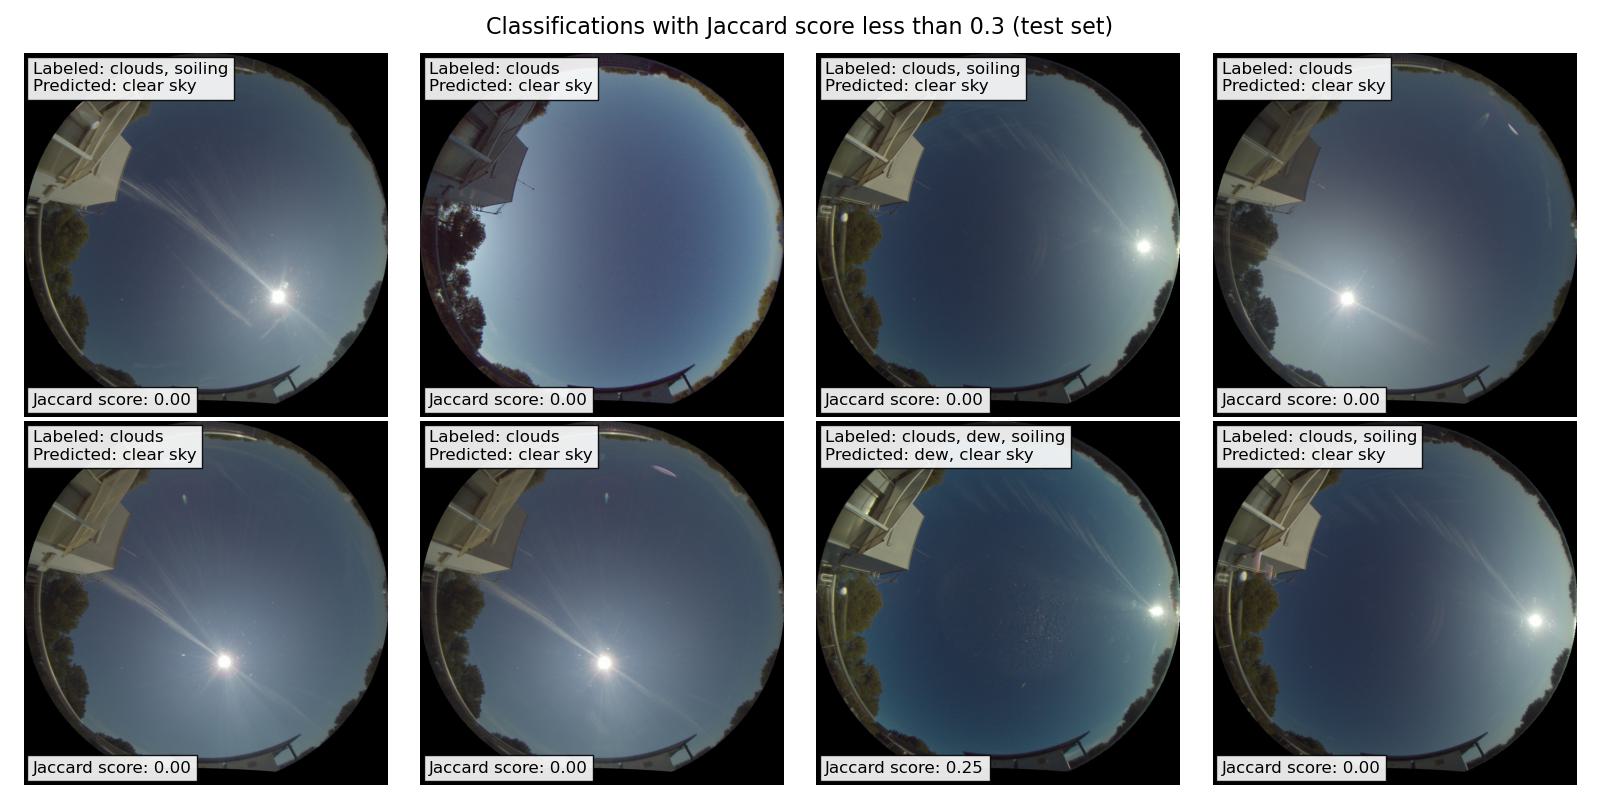 Classifications with Jaccard score less than 0.3 (test set)
Labeled: clouds, soiling
Predicted: clear sky
Jaccard score: 0.00
Labeled: clouds
Predicted: clear sky
Jaccard score: 0.00
Labeled: clouds, soiling
Predicted: clear sky
Jaccard score: 0.00
Labeled: clouds
Predicted: clear sky
Jaccard score: 0.00
Labeled: clouds
Predicted: clear sky
Jaccard score: 0.00
Labeled: clouds
Predicted: clear sky
Jaccard score: 0.00
Labeled: clouds, dew, soiling
Predicted: dew, clear sky
Jaccard score: 0.25
Labeled: clouds, soiling
Predicted: clear sky
Jaccard score: 0.00